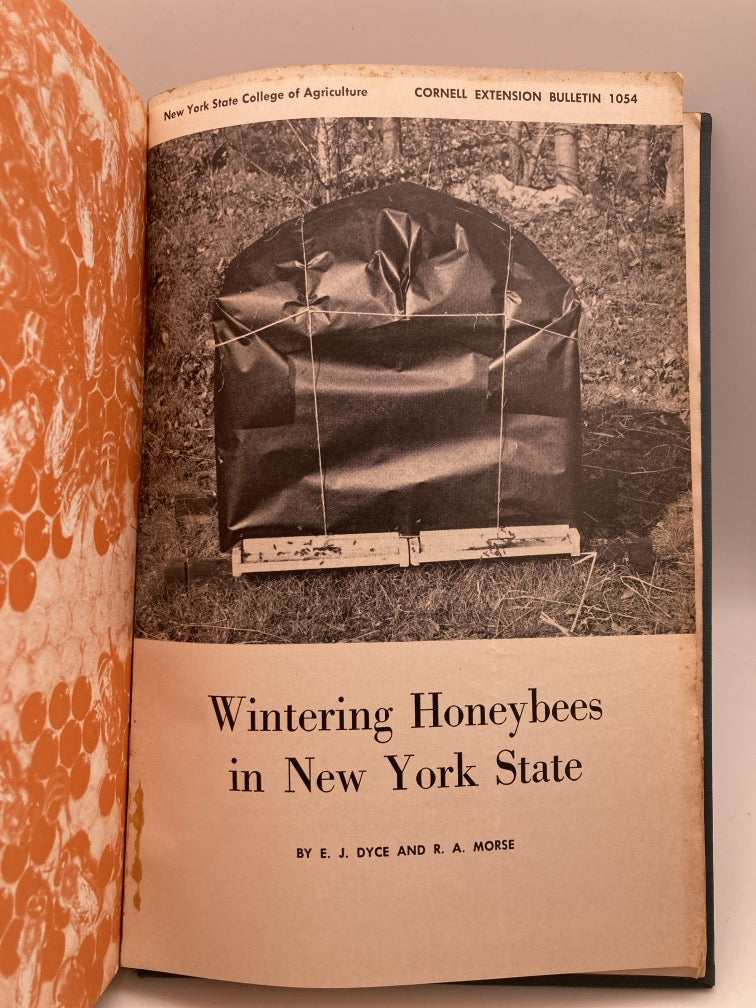 New York State College of Agriculture CORNELL EXTENSION BULLETIN 1054
Wintering Honeybees
in New York State
BY E. J. DYCE AND R. A. MORSE